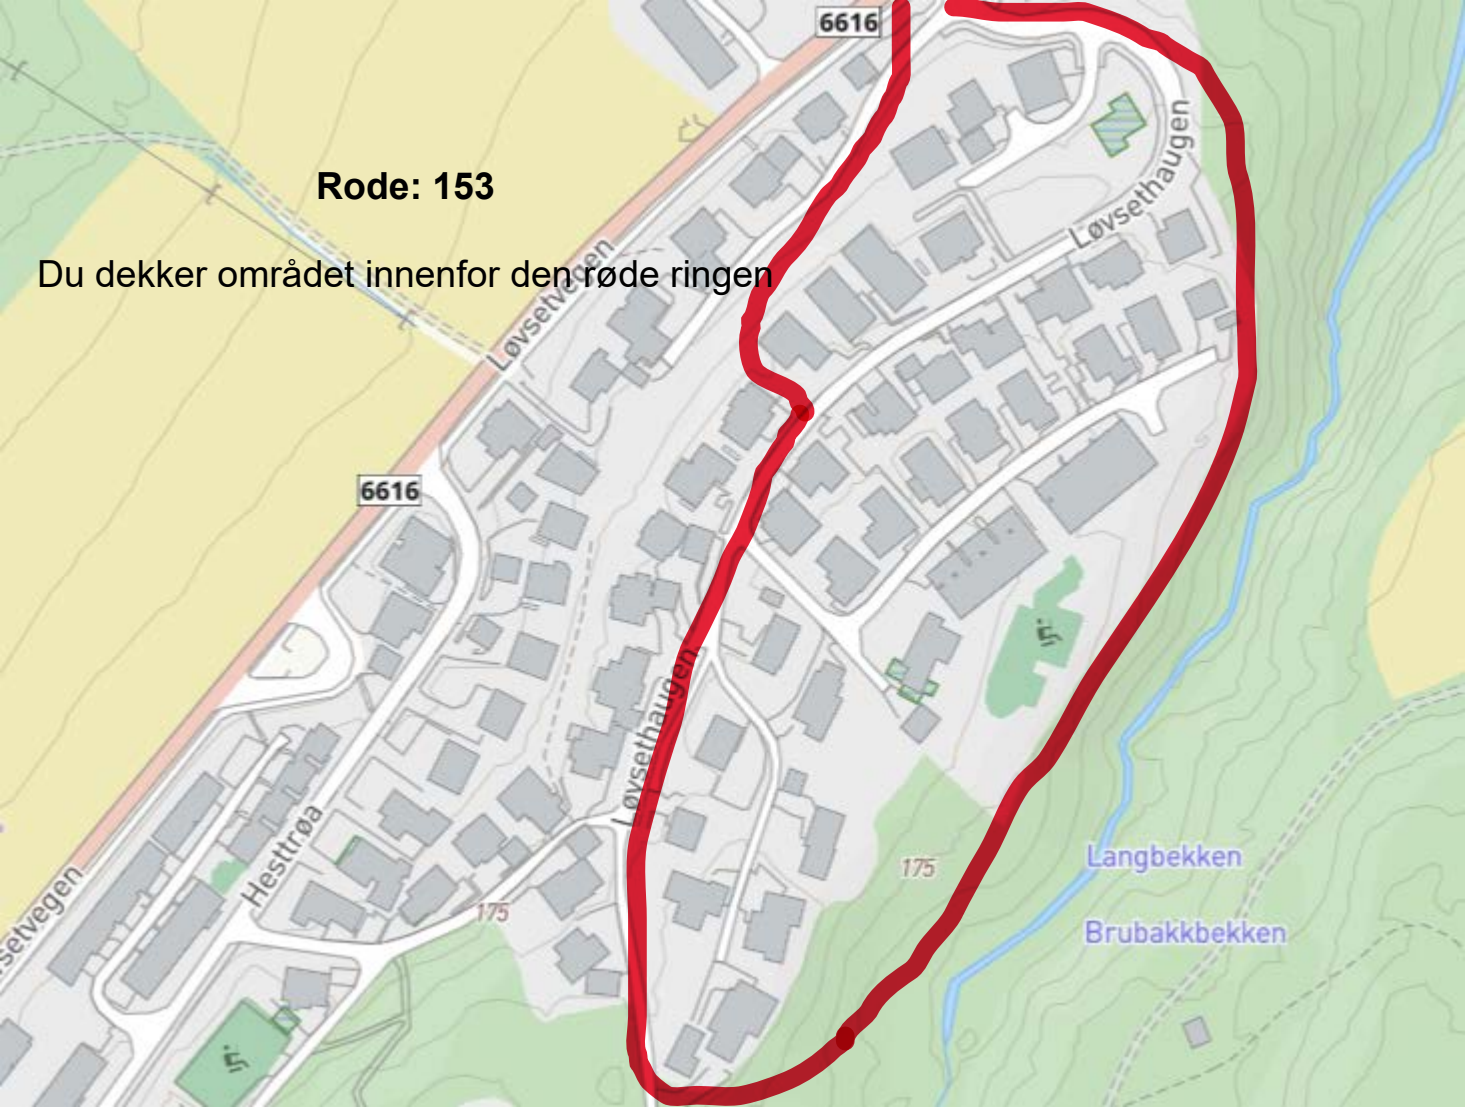 6616
Løvsethaugen
Rode: 153
Løvsetvegen
Du dekker området innenfor den røde ringen
6616
Løvsethaugen
Hesttrøa
175
Langbekken
setvegen
175
Brubakkbekken